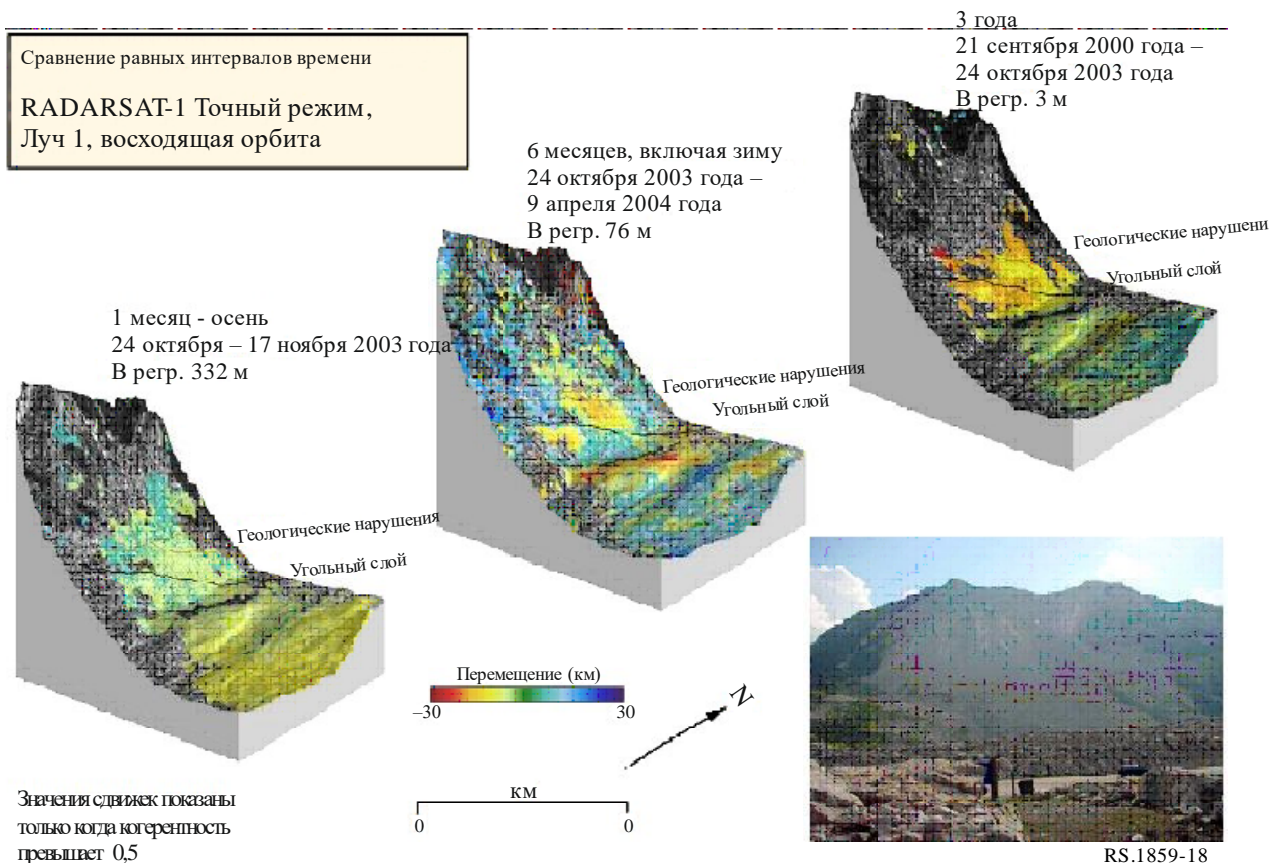 Сравнение равных интервалов времени
RADARSAT-1 Точный режим,
Луч 1, восходящая орбита
3 года
21 сентября 2000 года –
24 октября 2003 года
В регр. 3 м
6 месяцев, включая зиму
24 октября 2003 года –
9 апреля 2004 года
В регр. 76 м
1 месяц - осень
24 октября – 17 ноября 2003 года
В регр. 332 м
Геологические нарушени
Угольный слой
Геологические нарушения
Угольный слой
Геологические нарушения
Угольный слой
Перемещение (км)
–30 30
N
км
0 0
Значения сдвижек показаны
только когда когерентность
превышает 0,5
RS.1859-18